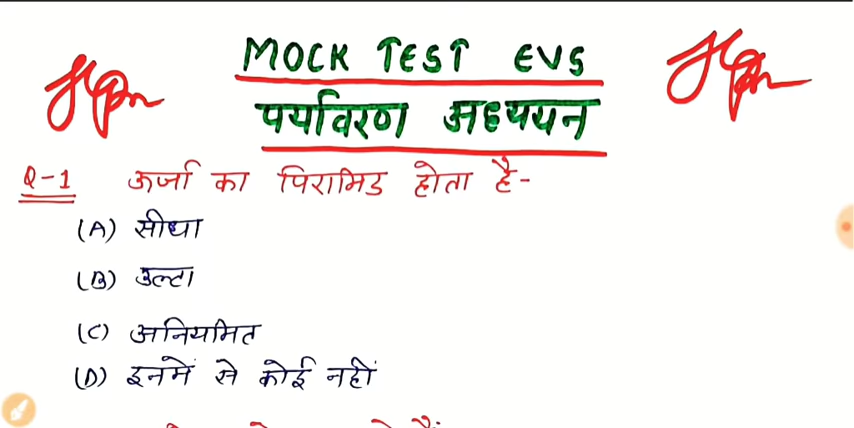 MOCK TEST EVS
पर्यावरण अध्ययन
Q-1 ऊर्जा का पिरामिड होता है-
(A) सीधा
(B) उल्टा
(C) अनियमित
(D) इनमें से कोई नहीं